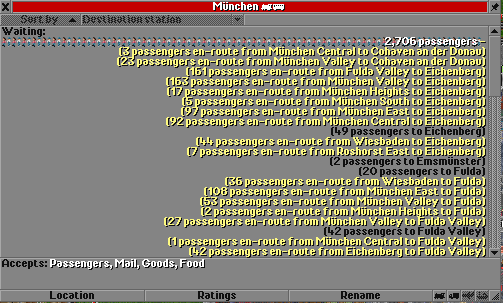 München
Sort by Destination station
Waiting:
2,706 passengers
(3 passengers en-route from München Central to Cohaven an der Donau)
(23 passengers en-route from München Valley to Cohaven an der Donau)
(161 passengers en-route from Fulda Valley to Eichenberg)
(163 passengers en-route from München Valley to Eichenberg)
(17 passengers en-route from München Heights to Eichenberg)
(5 passengers en-route from München South to Eichenberg)
(97 passengers en-route from München East to Eichenberg)
(92 passengers en-route from München Central to Eichenberg)
(49 passengers to Eichenberg)
(44 passengers en-route from Wiesbaden to Eichenberg)
(7 passengers en-route from Roshorst East to Eichenberg)
(2 passengers to Emsmünster)
(20 passengers to Fulda)
(36 passengers en-route from Wiesbaden to Fulda)
(106 passengers en-route from München East to Fulda)
(53 passengers en-route from München Valley to Fulda)
(2 passengers en-route from München Heights to Fulda)
(27 passengers en-route from München Valley to Fulda Valley)
(42 passengers to Fulda Valley)
(1 passengers en-route from München Central to Fulda Valley)
(42 passengers en-route from Eichenberg to Fulda Valley)
Accepts: Passengers, Mail, Goods, Food
Location Ratings Rename